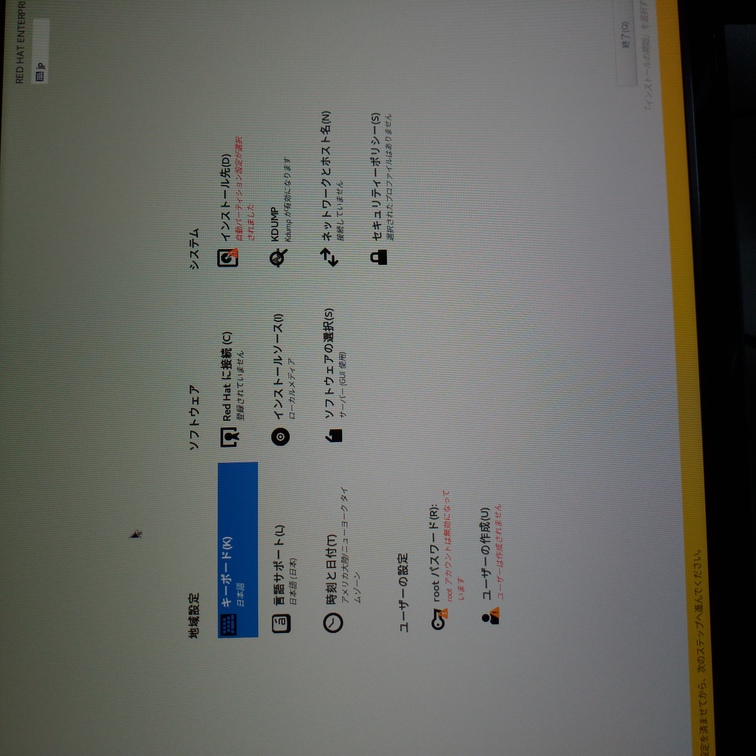 RED HAT ENTERPRI
jp
地域設定
キーボード(K)
日本語
言語サポート(L)
日本語 (日本)
時刻と日付(T)
アメリカ大陸/ニューヨーク タイ
ムゾーン
ユーザーの設定
root パスワード(R):
root アカウントは無効になって
います
ユーザーの作成(U)
ユーザーは作成されません
ソフトウェア
Red Hat に接続 (C)
登録されていません
インストールソース(I)
ローカルメディア
ソフトウェアの選択(S)
サーバー (GUI 使用)
システム
インストール先(D)
自動パーティション設定が選択
されました
KDUMP
Kdump が有効になります
ネットワークとホスト名(N)
接続していません
セキュリティーポリシー(S)
選択されたプロファイルはありません
終了(Q)
「インストールの開始」を選択す
設定を済ませてから、次のステップへ進んでください。